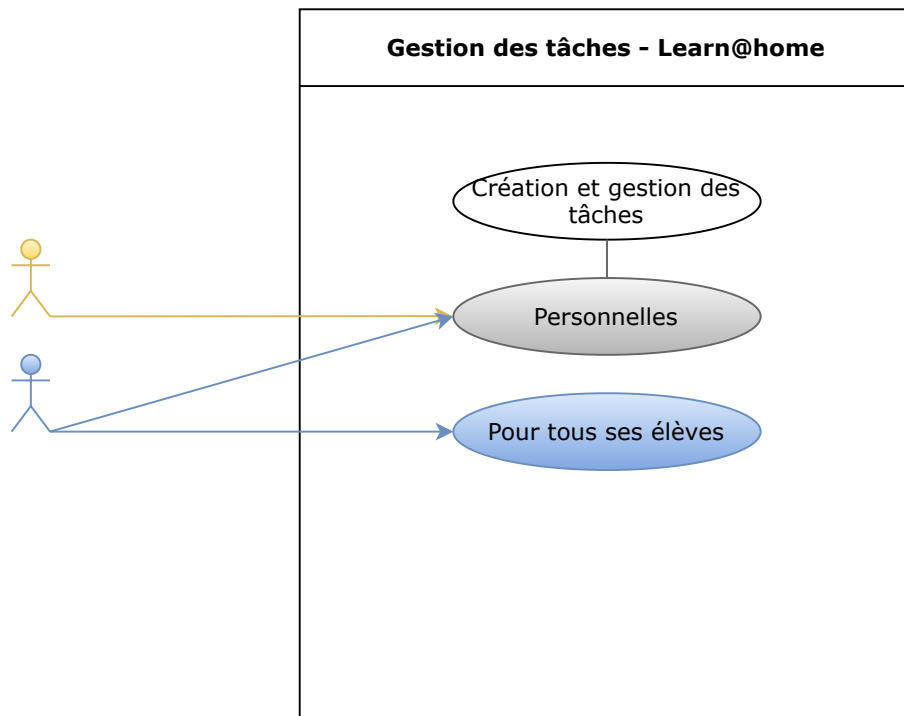 Gestion des tâches - Learn@home
Création et gestion des
tâches
Personnelles
Pour tous ses élèves